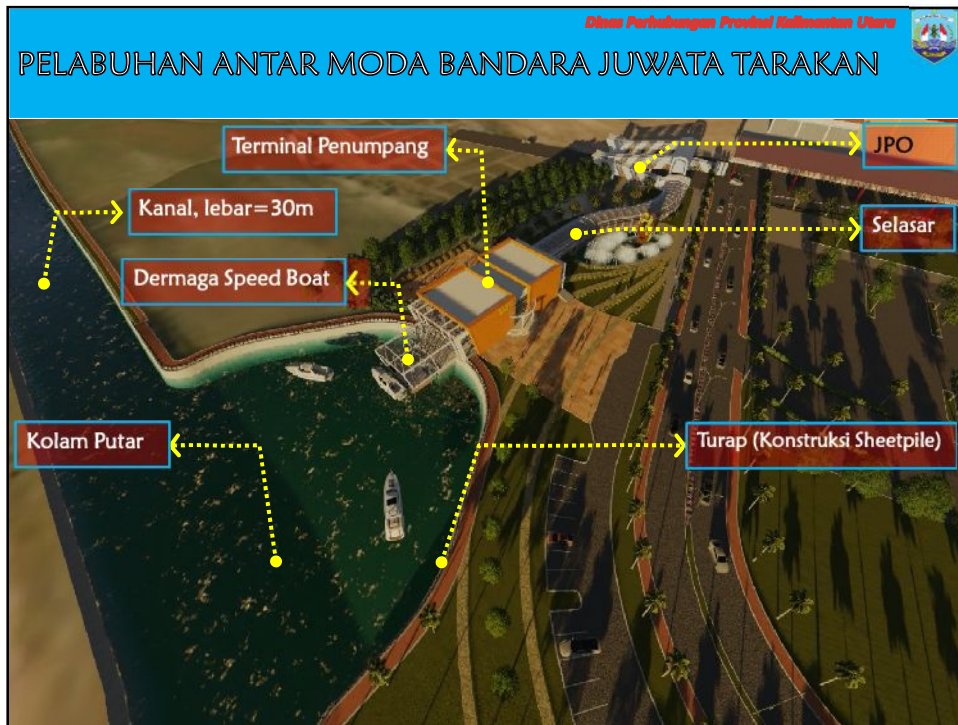 Dinas Perhubungan Provinsi Kalimantan Utara
PELABUHAN ANTAR MODA BANDARA JUWATA TARAKAN
Terminal Penumpang
JPO
Kanal, lebar=30m
Selasar
Dermaga Speed Boat
Kolam Putar
Turap (Konstruksi Sheetpile)